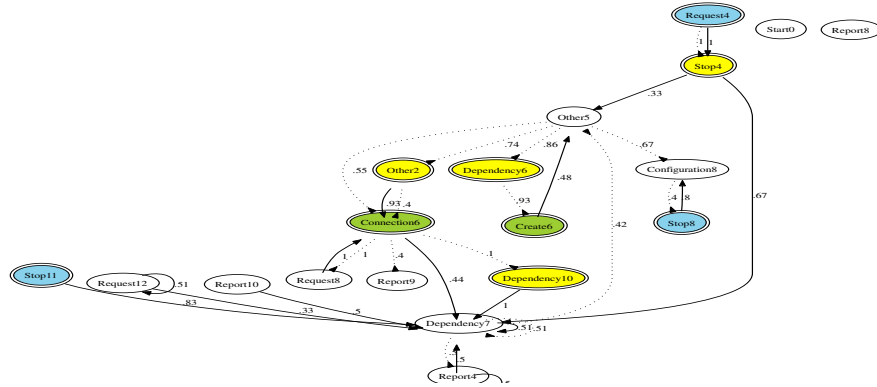 Request4
Start0
Report8
1
1
Stop4
.33
Other5
.74
.86
.67
.55
Other2
Dependency6
Configuration8
.93
.4
.93
.48
.4
.8
.67
Connection6
Create6
Stop8
.42
Stop11
Request12
.51
Report10
Request8
1
1
.4
Report9
.44
.1
Dependency10
.83
.33
.5
1
Dependency7
.51
.51
.5
Report4